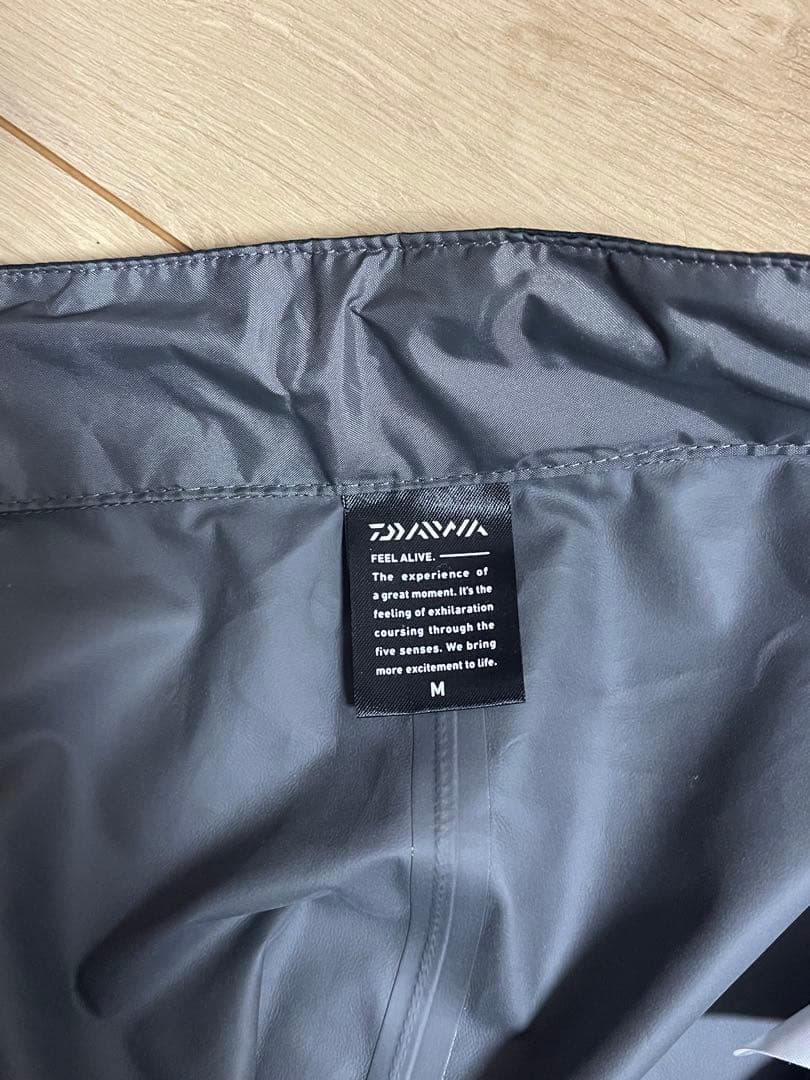 DAIWA
FEEL ALIVE.
The experience of
a great moment. It's the
feeling of exhilaration
coursing through the
five senses. We bring
more excitement to life.
M